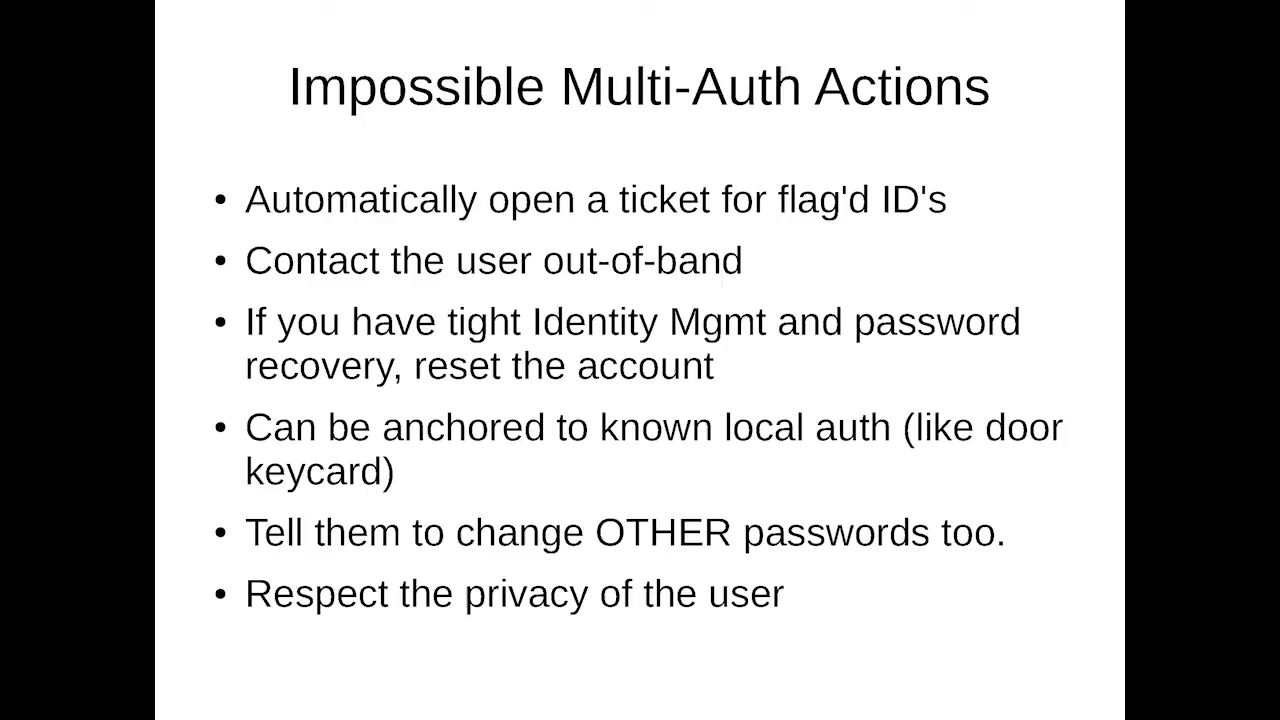 Impossible Multi-Auth Actions
• Automatically open a ticket for flag'd ID's
• Contact the user out-of-band
• If you have tight Identity Mgmt and password
recovery, reset the account
• Can be anchored to known local auth (like door
keycard)
• Tell them to change OTHER passwords too.
• Respect the privacy of the user